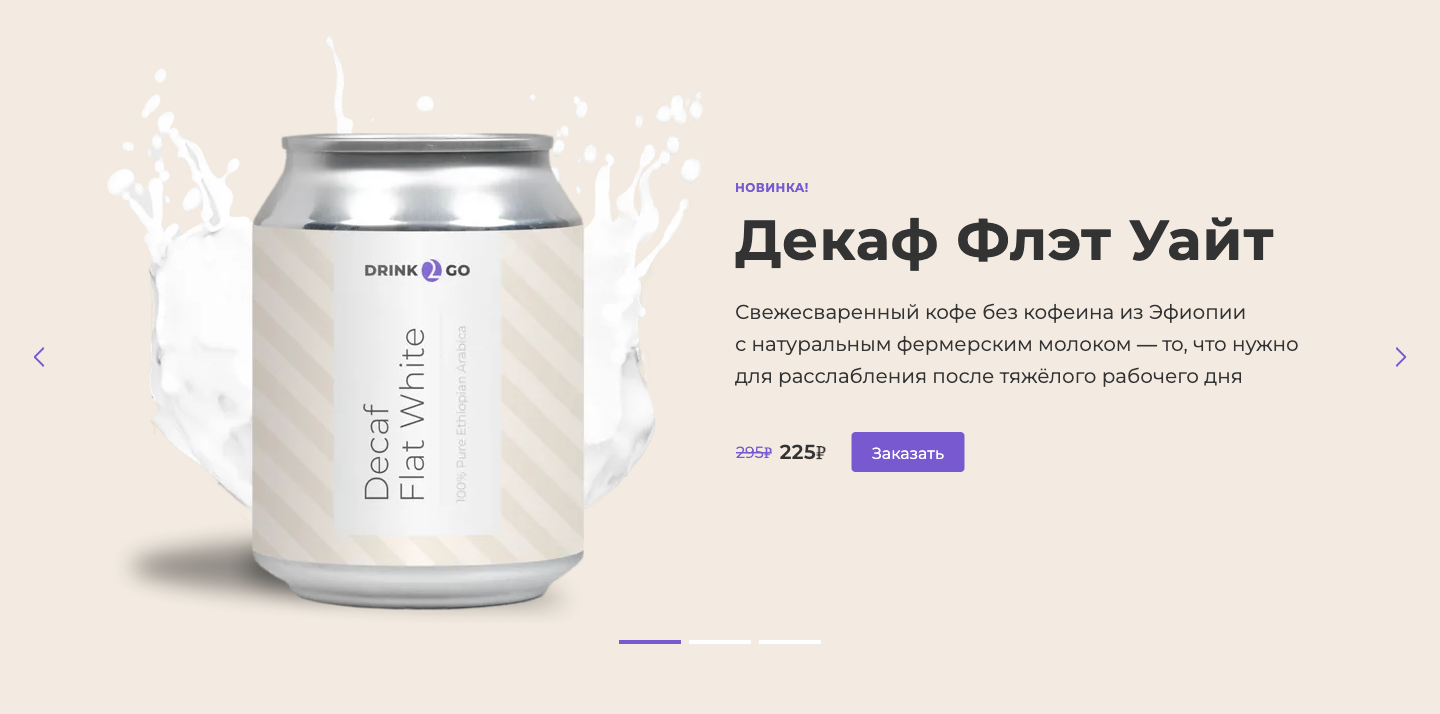 DRINK 2 GO
Decaf
Flat White
100% Pure Ethiopian Arabica
НОВИНКА!
Декаф Флэт Уайт
Свежесваренный кофе без кофеина из Эфиопии
с натуральным фермерским молоком — то, что нужно
для расслабления после тяжёлого рабочего дня
295₽ 225₽ Заказать